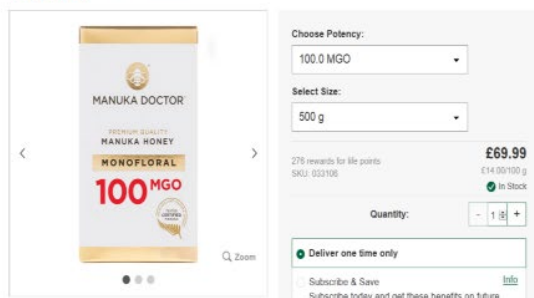 MANUKA DOCTOR
PREMIUM QUALITY
MANUKA HONEY
MONOFLORAL
100 MGO
CERTIFIED
Zoom
Choose Potency:
100.0 MGO
Select Size:
500 g
£69.99
276 rewards for life points
£14.00/100 g
SKU: 033106
In Stock
Quantity:
- 1 +
Deliver one time only
Subscribe & Save
Info
Subscribe today and get these benefits on future